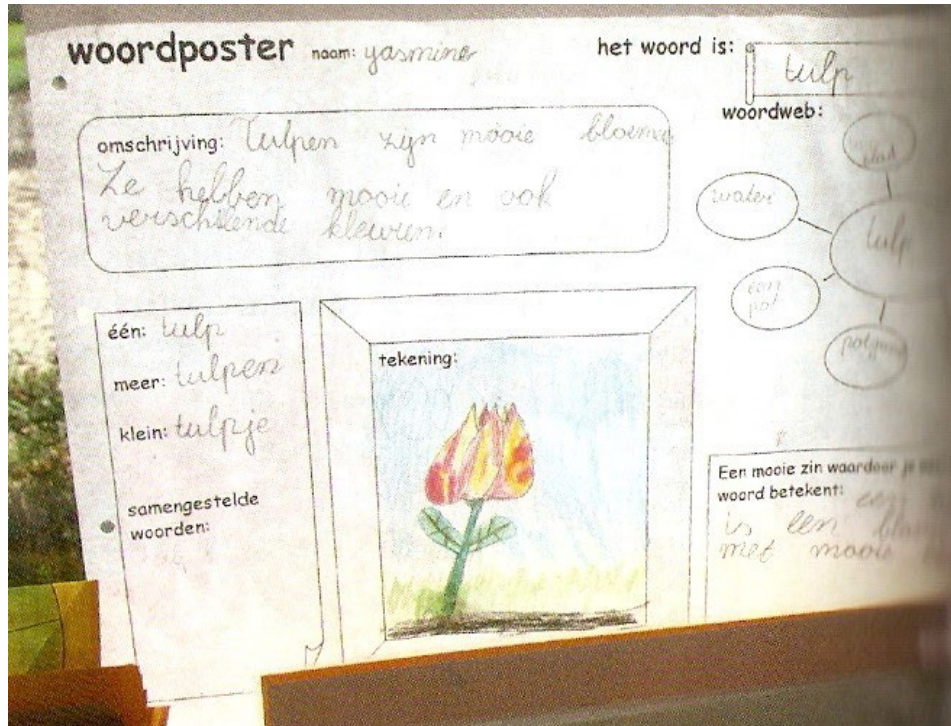 woordposter naam: yasmine het woord is: tulp
omschrijving: Tulpen zijn mooie
Ze hebben mooie en ook
verschillende kleuren.
woordweb:
blad
water
tulp
een
pot
één: tulp
meer: tulpen
klein: tulpje
samengestelde
woorden:
tekening:
Een mooie zin waardoor je
woord betekent:
is een
met mooie